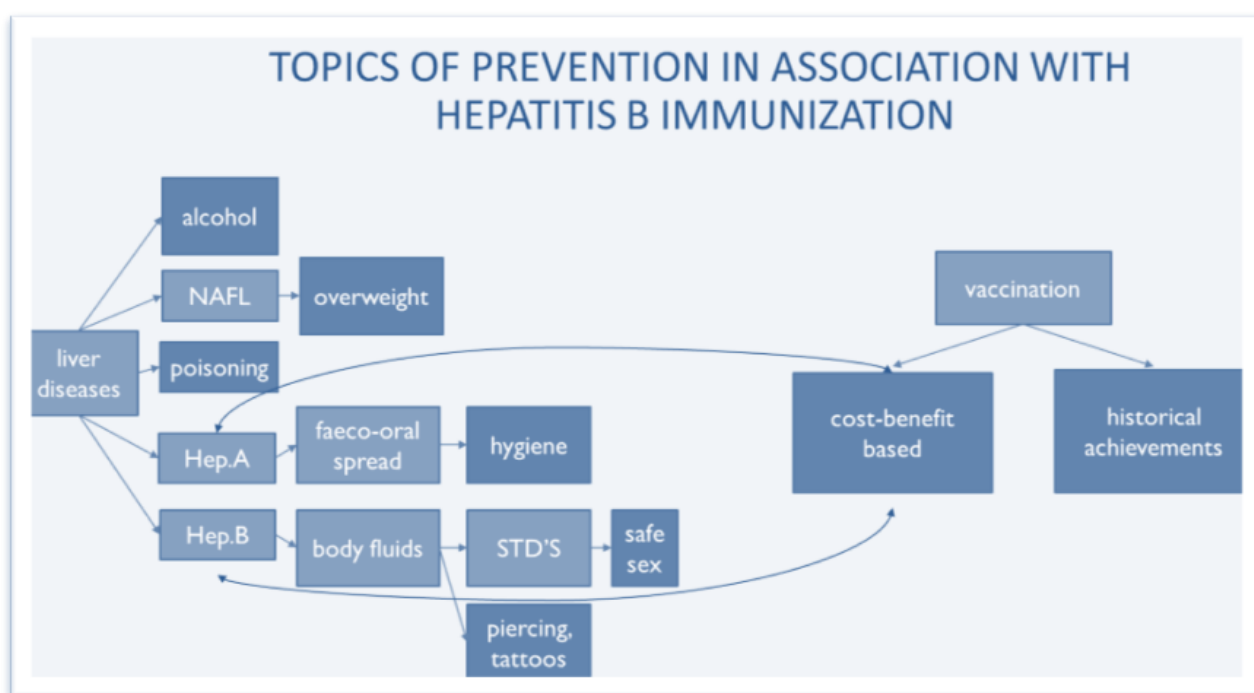 TOPICS OF PREVENTION IN ASSOCIATION WITH
HEPATITIS B IMMUNIZATION
alcohol
NAFL
overweight
vaccination
liver
diseases
poisoning
cost-benefit
based
historical
achievements
Hep.A
faeco-oral
spread
hygiene
Hep.B
body fluids
STD'S
safe
sex
piercing,
tattoos